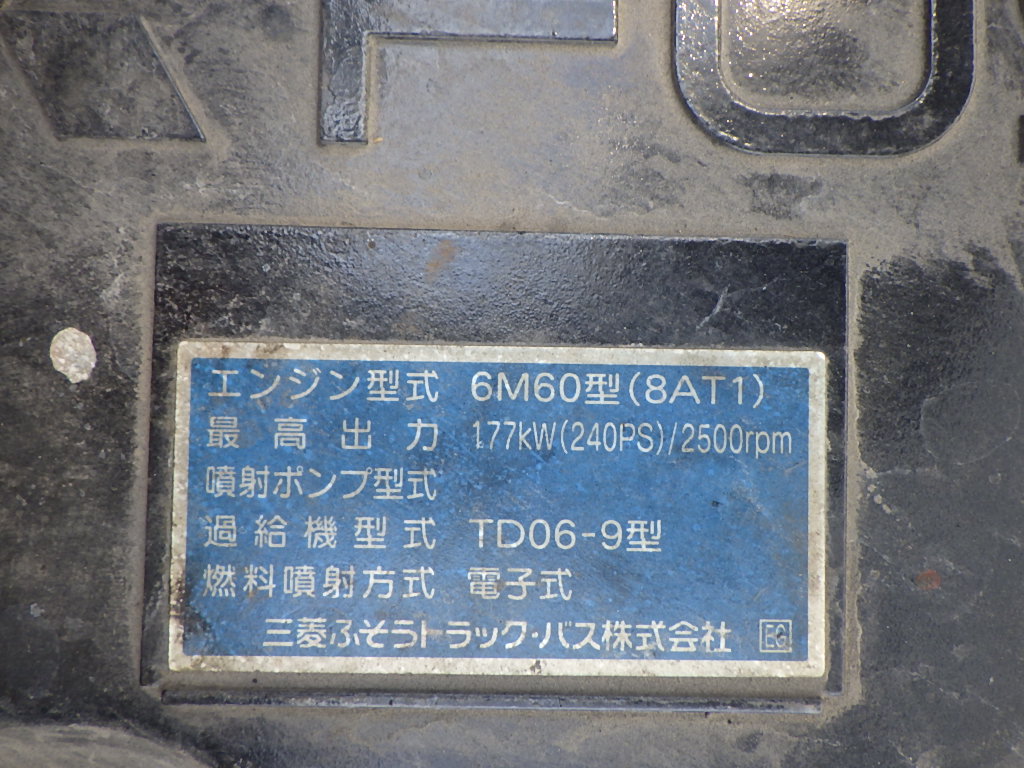 エンジン型式 6M60型(8AT1)
最高出力 177kW(240PS)/2500rpm
噴射ポンプ型式
過給機型式 TD06-9型
燃料噴射方式 電子式
三菱ふそうトラック・バス株式会社 EG